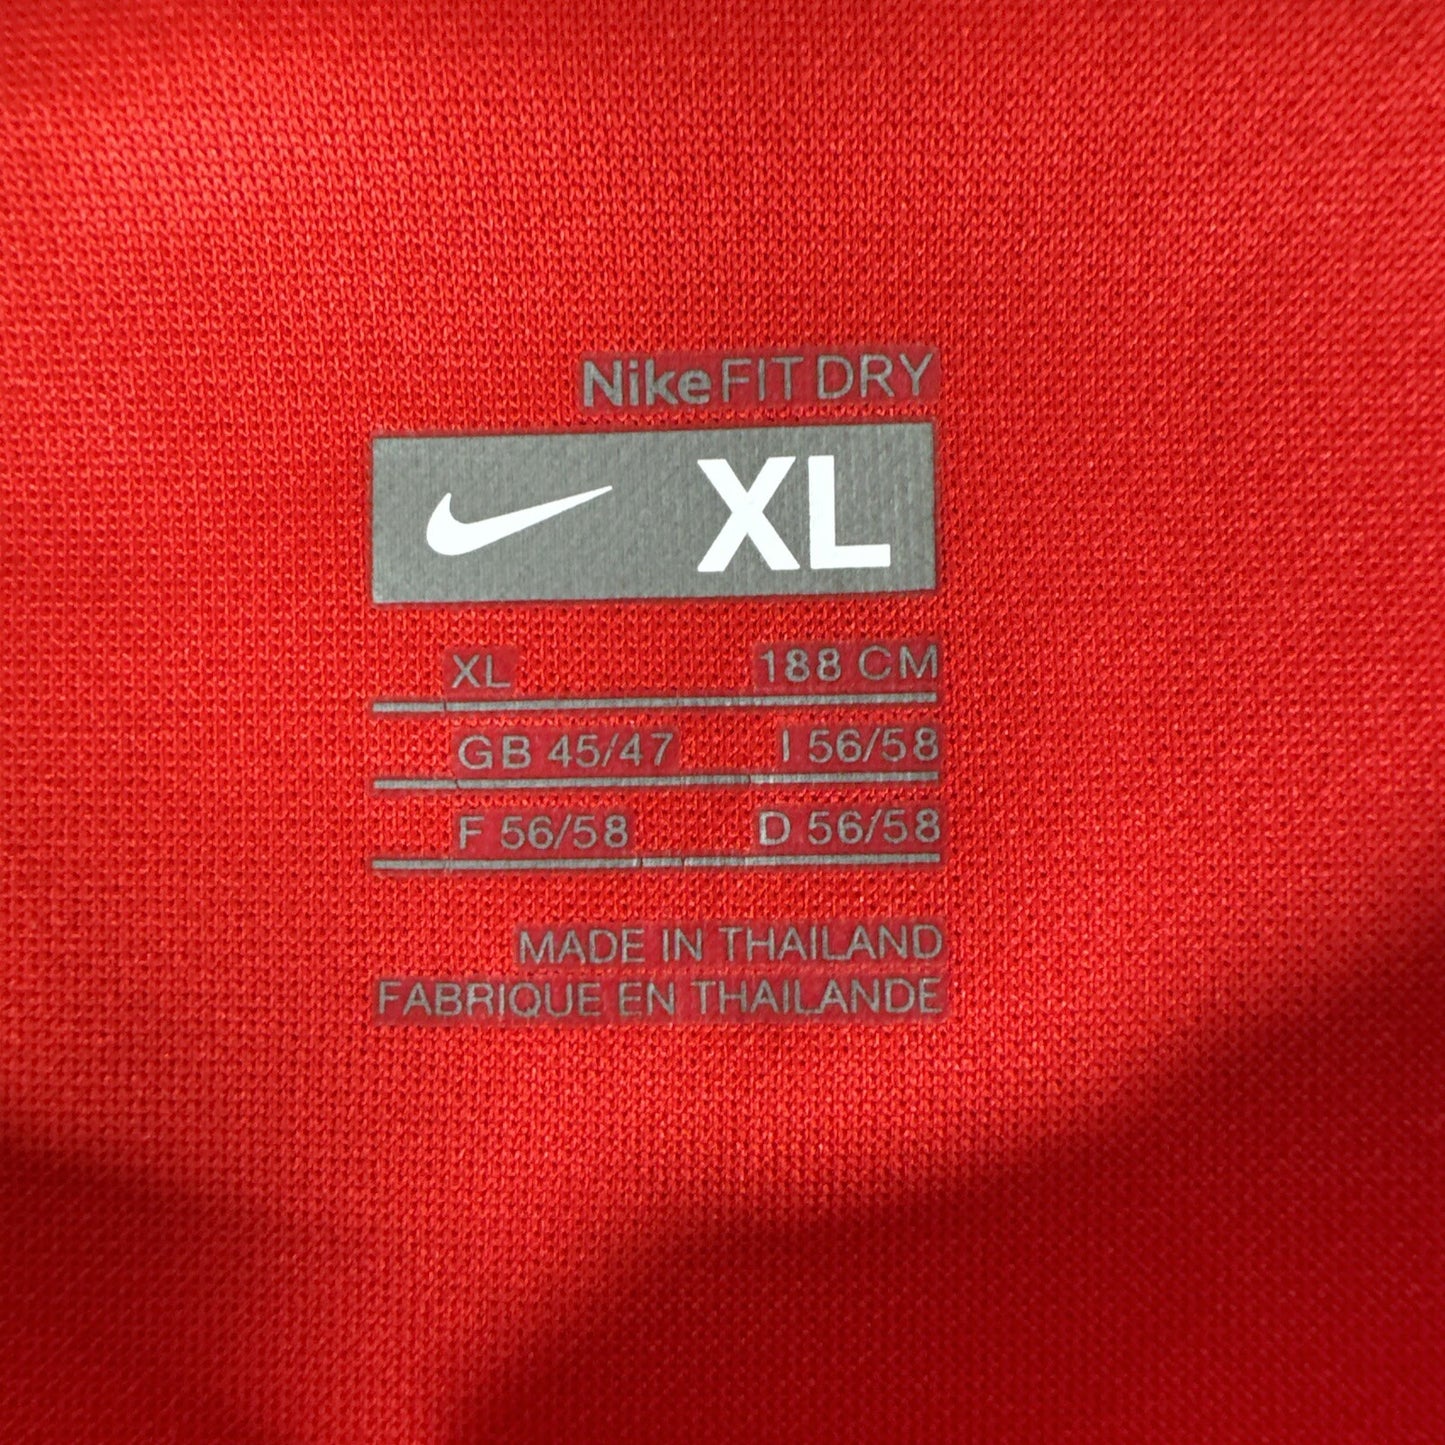 NikeFIT DRY
XL
XL 188 CM
GB 45/47 I 56/58
F 56/58 D 56/58
MADE IN THAILAND
FABRIQUE EN THAILANDE